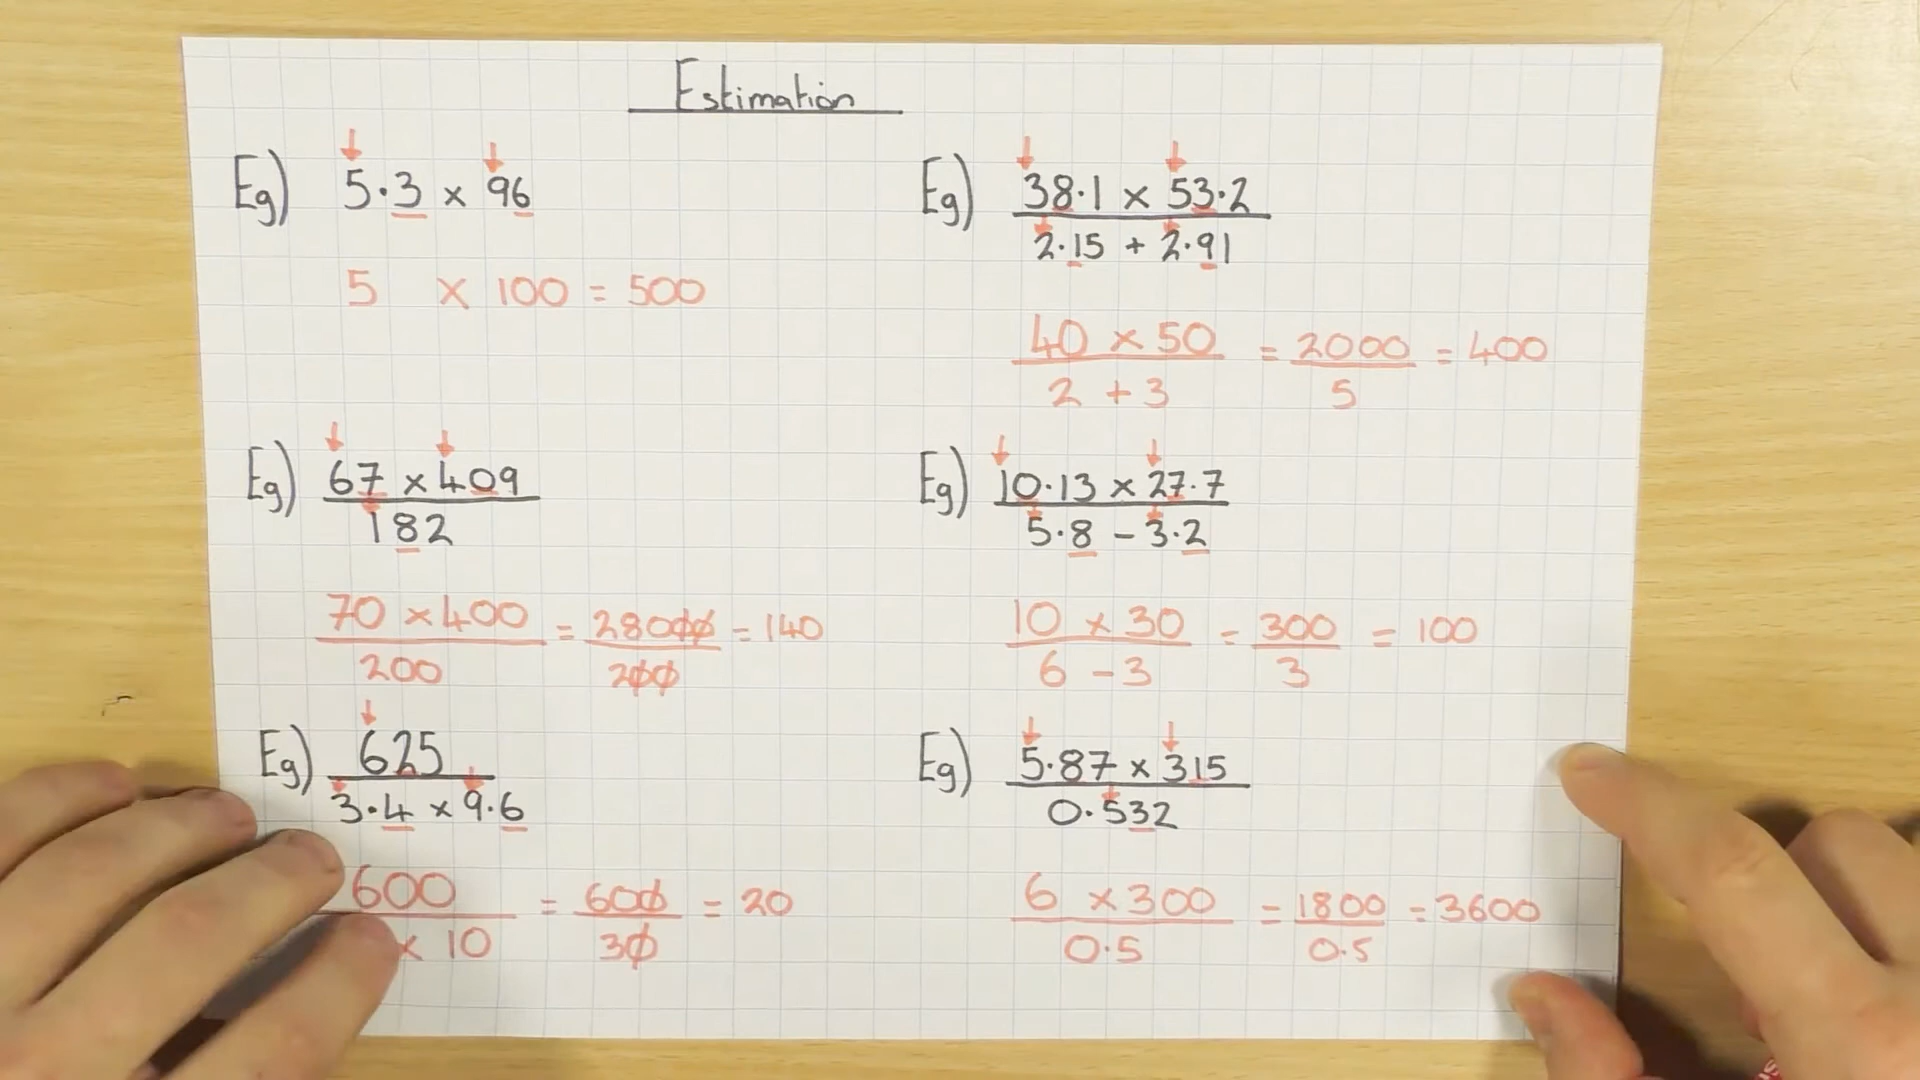 Estimation
Eg) 5.3 x 96
5 x 100 = 500
Eg) 67 x 409
182
70 x 400 = 28000 = 140
200 200
Eg) 625
3.4 x 9.6
600 = 600 = 20
x 10 30
Eg) 38.1 x 53.2
2.15 + 2.91
40 x 50 = 2000 = 400
2 + 3 5
Eg) 10.13 x 27.7
5.8 - 3.2
10 x 30 = 300 = 100
6 - 3 3
Eg) 5.87 x 315
0.532
6 x 300 = 1800 = 3600
0.5 0.5